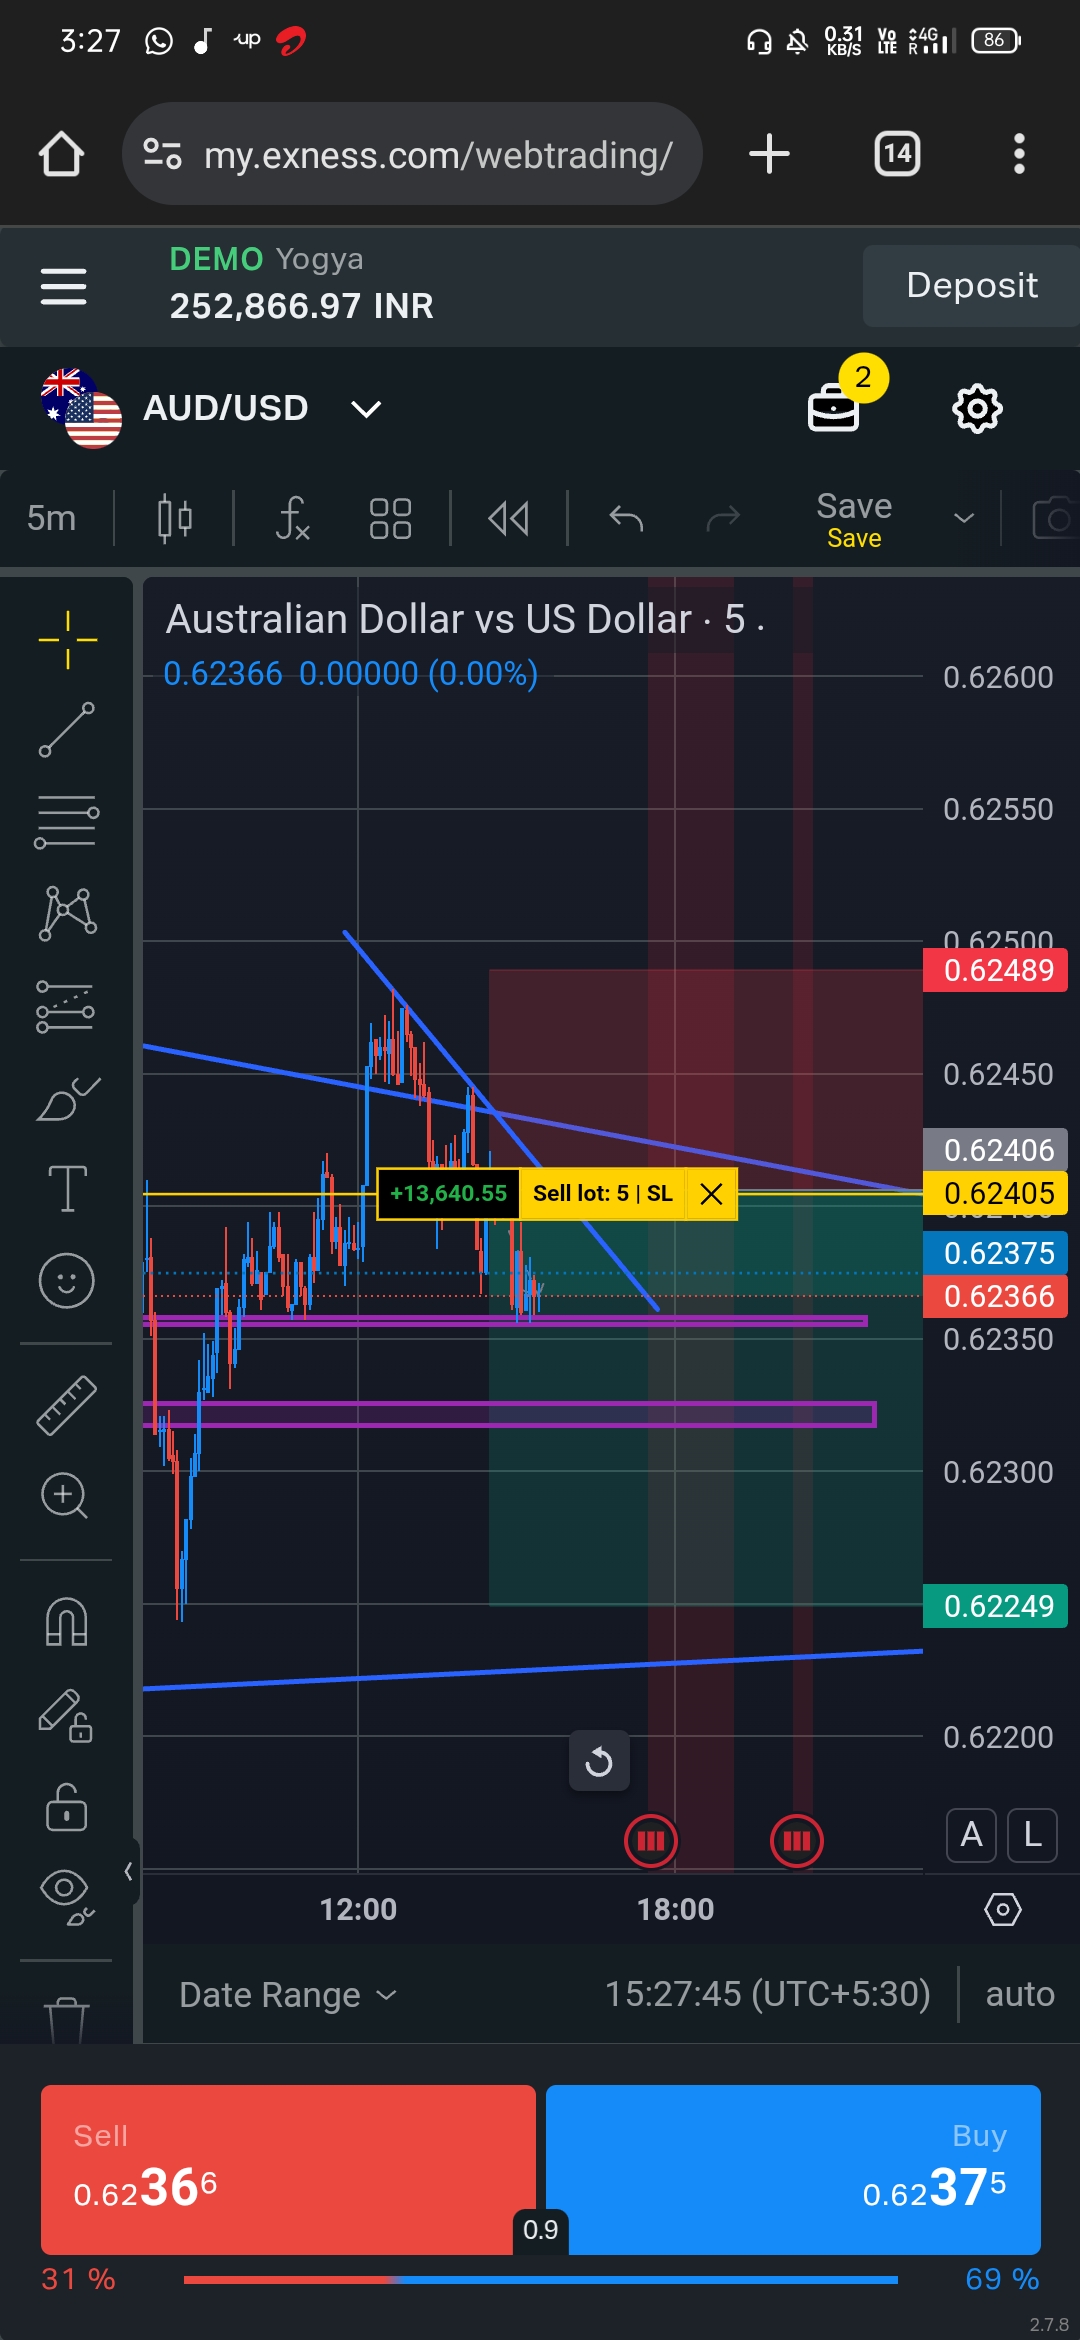 3:27 up 0.31 KB/S Vo LTE 4G R 86
my.exness.com/webtrading/ 14
DEMO Yogya
252,866.97 INR
Deposit
AUD/USD 2
5m Save
Save
Australian Dollar vs US Dollar · 5 .
0.62366 0.00000 (0.00%)
0.62600
0.62550
0.62500
0.62489
0.62450
0.62406
+13,640.55 Sell lot: 5 | SL
0.62405
0.62375
0.62366
0.62350
0.62300
0.62249
0.62200
A L
12:00 18:00
Date Range 15:27:45 (UTC+5:30) auto
Sell Buy
0.62366 0.62375
0.9
31 % 69 %
2.7.8